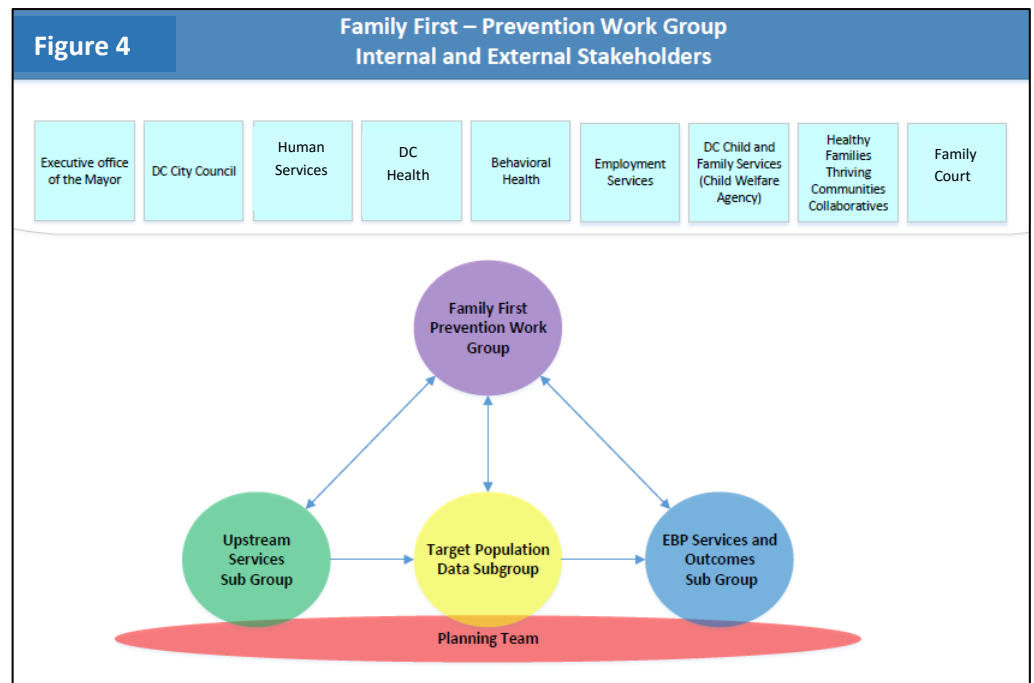 Figure 4
Family First – Prevention Work Group
Internal and External Stakeholders
Executive office
of the Mayor
DC City Council
Human
Services
DC
Health
Behavioral
Health
Employment
Services
DC Child and
Family Services
(Child Welfare
Agency)
Healthy
Families
Thriving
Communities
Collaboratives
Family
Court
Family First
Prevention Work
Group
Upstream
Services
Sub Group
Target Population
Data Subgroup
EBP Services and
Outcomes
Sub Group
Planning Team